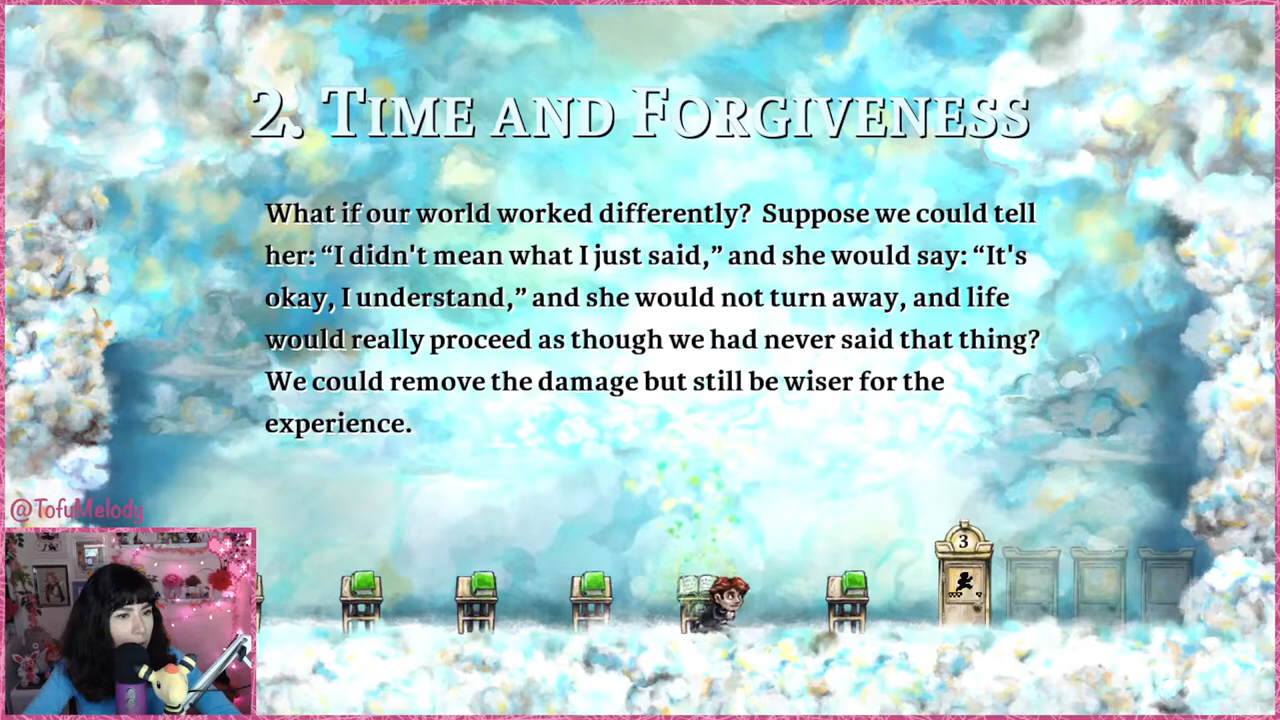 2. TIME AND FORGIVENESS
What if our world worked differently?  Suppose we could tell
her: “I didn't mean what I just said,” and she would say: “It's
okay, I understand,” and she would not turn away, and life
would really proceed as though we had never said that thing?
We could remove the damage but still be wiser for the
experience.
@TofuMelody
3